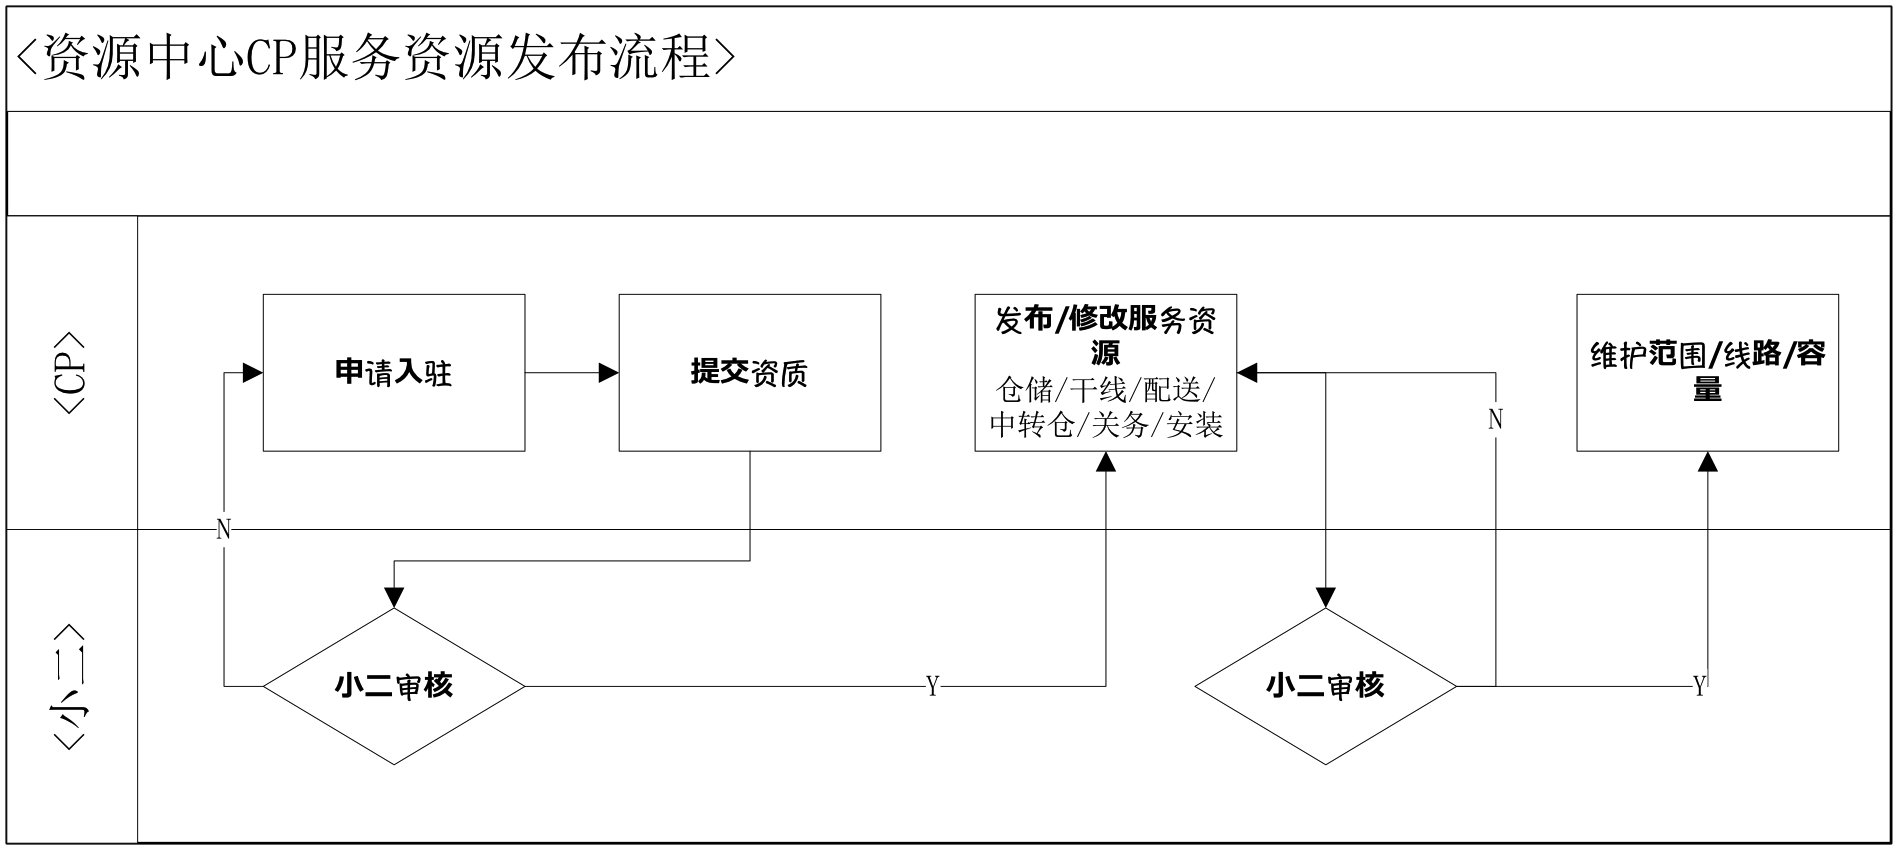 <资源中心CP服务资源发布流程>
<CP>
申请入驻
提交资质
发布/修改服务资
源
仓储/干线/配送/
中转仓/关务/安装
维护范围/线路/容
量
N
N
<小二>
小二审核
Y
小二审核
Y